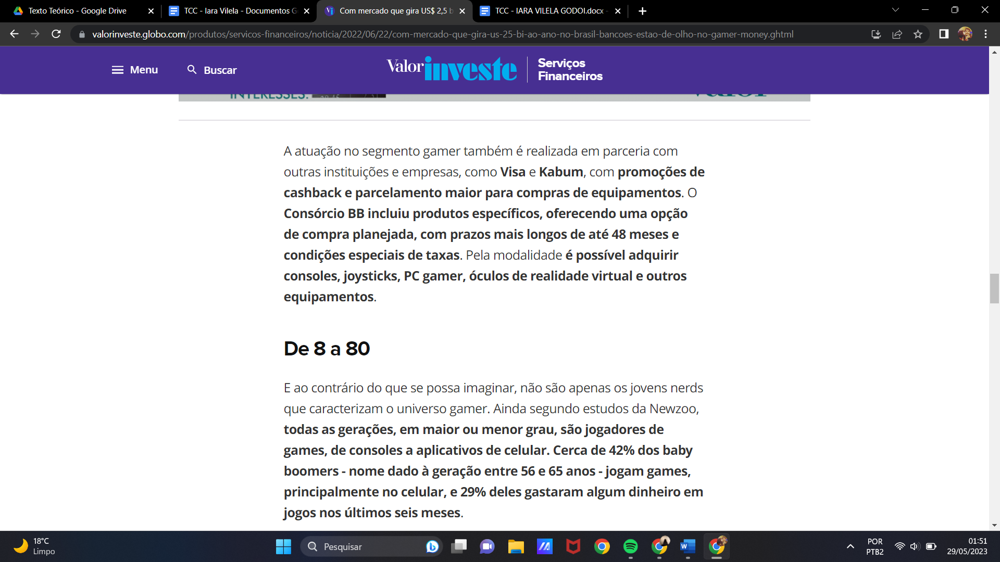 Texto Teórico - Google Drive
TCC - Iara Vilela - Documentos G
Com mercado que gira US$ 2,5 b
TCC - IARA VILELA GODOI.docx -
valorinveste.globo.com/produtos/servicos-financeiros/noticia/2022/06/22/com-mercado-que-gira-us-25-bi-ao-ano-no-brasil-bancoes-estao-de-olho-no-gamer-money.ghtml
Menu
Buscar
Valor investe
Serviços
Financeiros
INTERESSES.
Valor
A atuação no segmento gamer também é realizada em parceria com
outras instituições e empresas, como Visa e Kabum, com promoções de
cashback e parcelamento maior para compras de equipamentos. O
Consórcio BB incluiu produtos específicos, oferecendo uma opção
de compra planejada, com prazos mais longos de até 48 meses e
condições especiais de taxas. Pela modalidade é possível adquirir
consoles, joysticks, PC gamer, óculos de realidade virtual e outros
equipamentos.
De 8 a 80
E ao contrário do que se possa imaginar, não são apenas os jovens nerds
que caracterizam o universo gamer. Ainda segundo estudos da Newzoo,
todas as gerações, em maior ou menor grau, são jogadores de
games, de consoles a aplicativos de celular. Cerca de 42% dos baby
boomers - nome dado à geração entre 56 e 65 anos - jogam games,
principalmente no celular, e 29% deles gastaram algum dinheiro em
jogos nos últimos seis meses.
18°C
Limpo
Pesquisar
POR
PTB2
01:51
29/05/2023